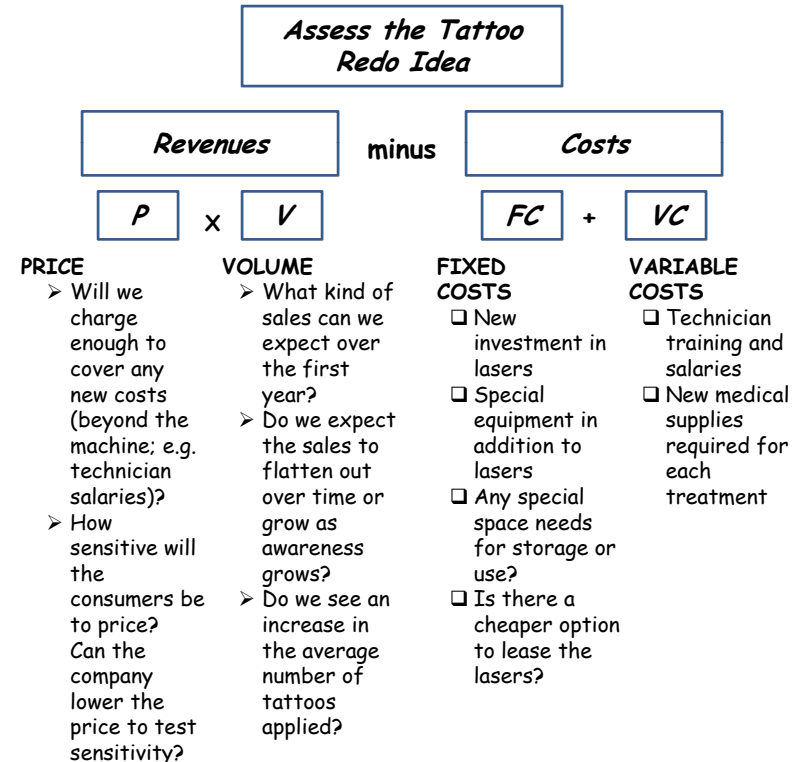 Assess the Tattoo
Redo Idea
Revenues
minus
Costs
P
x
V
FC
+
VC
PRICE
➢ Will we
charge
enough to
cover any
new costs
(beyond the
machine; e.g.
technician
salaries)?
➢ How
sensitive will
the
consumers be
to price?
Can the
company
lower the
price to test
sensitivity?
VOLUME
➢ What kind of
sales can we
expect over
the first
year?
➢ Do we expect
the sales to
flatten out
over time or
grow as
awareness
grows?
➢ Do we see an
increase in
the average
number of
tattoos
applied?
FIXED
COSTS
❑ New
investment in
lasers
❑ Special
equipment in
addition to
lasers
❑ Any special
space needs
for storage or
use?
❑ Is there a
cheaper option
to lease the
lasers?
VARIABLE
COSTS
❑ Technician
training and
salaries
❑ New medical
supplies
required for
each
treatment